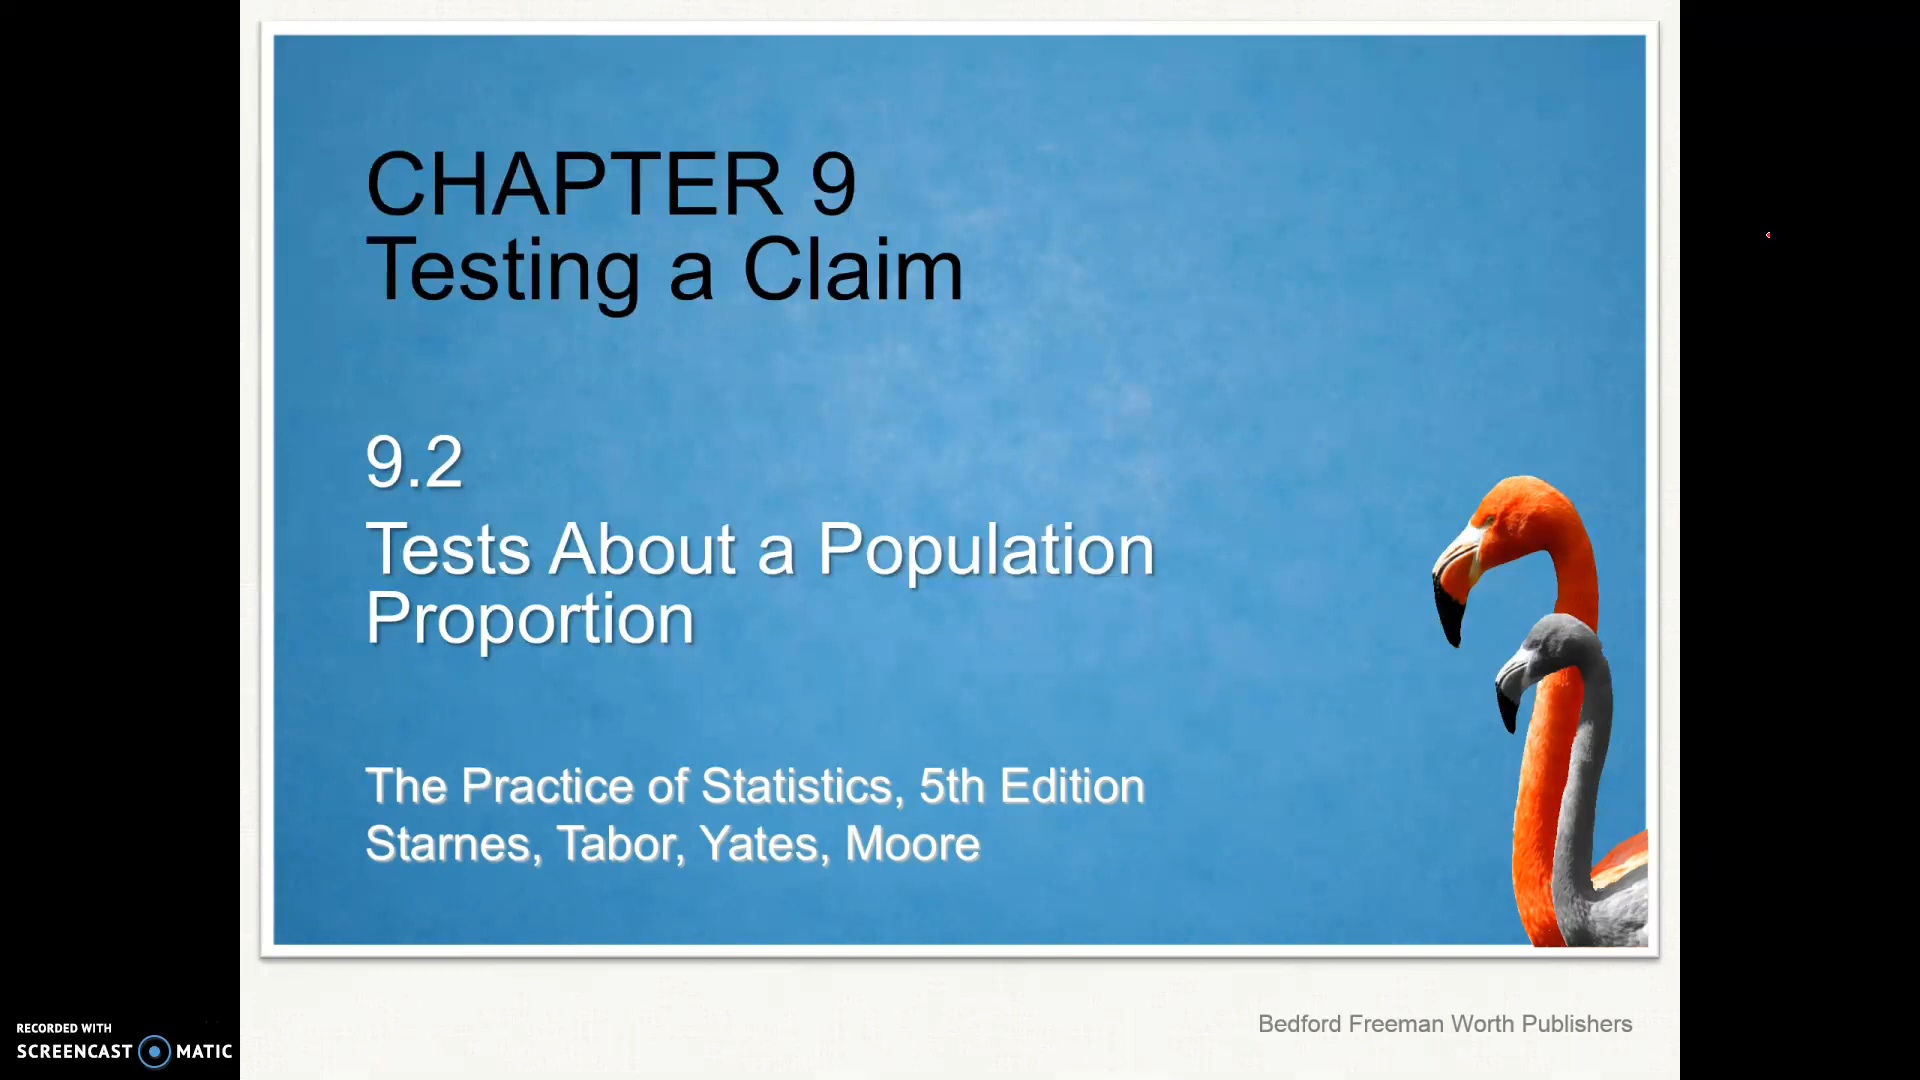 CHAPTER 9
Testing a Claim
9.2
Tests About a Population
Proportion
The Practice of Statistics, 5th Edition
Starnes, Tabor, Yates, Moore
Bedford Freeman Worth Publishers
RECORDED WITH
SCREENCAST MATIC